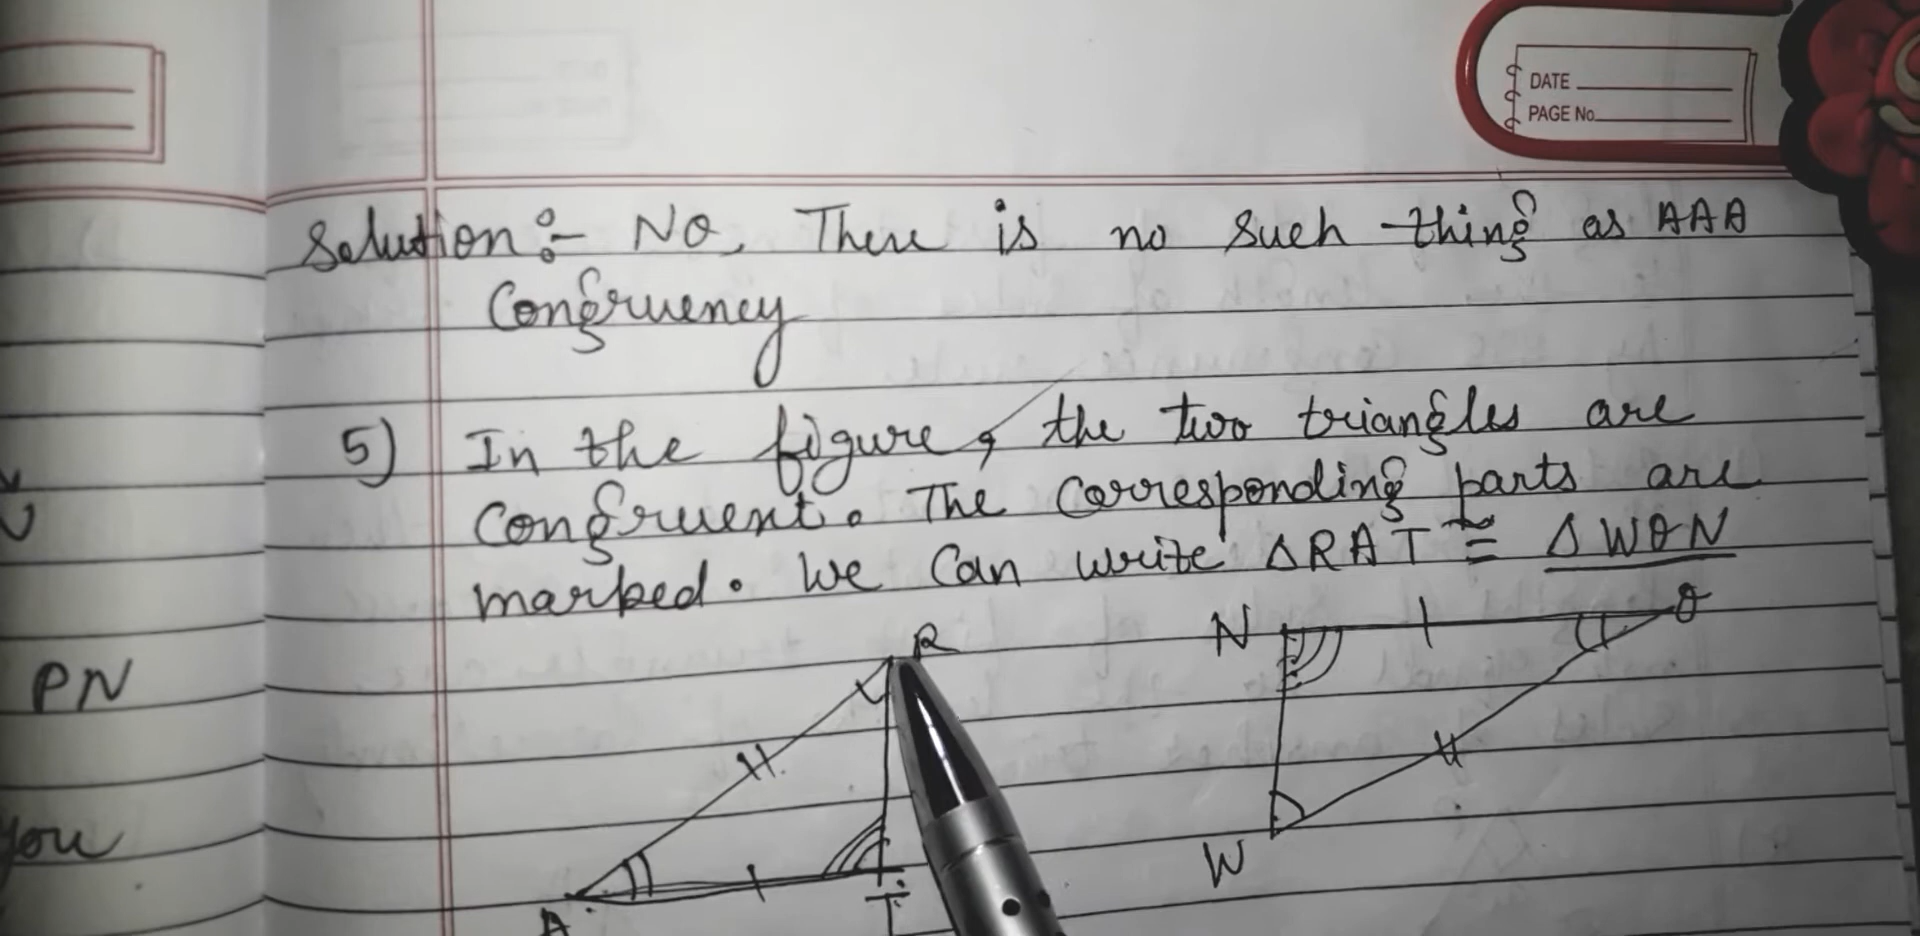 DATE
PAGE No.
Solution:- No, There is no such thing as AAA
Congruency
5) In the figure, the two triangles are
congruent. The corresponding parts are
marked. We can write ΔRAT ≅ ΔWON
R
N
O
PN
W
you
A
T